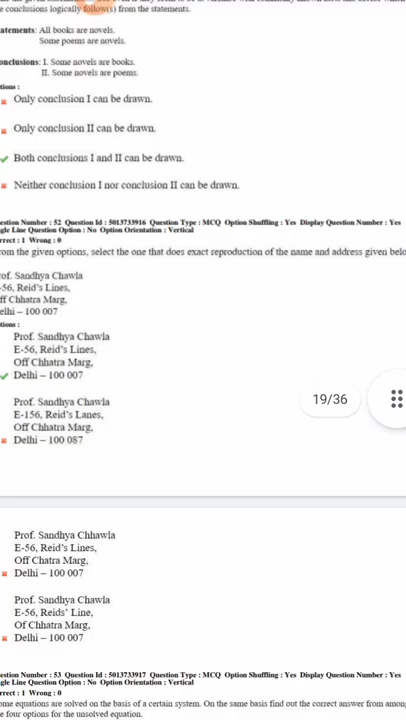 e conclusions logically follow(s) from the statements.
atements: All books are novels.
Some poems are novels.
onclusions: I. Some novels are books.
II. Some novels are poems.
tions :
Only conclusion I can be drawn.
Only conclusion II can be drawn.
Both conclusions I and II can be drawn.
Neither conclusion I nor conclusion II can be drawn.
estion Number : 52 Question Id : 5013733916 Question Type : MCQ Option Shuffling : Yes Display Question Number : Yes
gle Line Question Option : No Option Orientation : Vertical
rrect : 1 Wrong : 0
rom the given options, select the one that does exact reproduction of the name and address given belo
rof. Sandhya Chawla
-56, Reid's Lines,
ff Chhatra Marg,
elhi – 100 007
tions :
Prof. Sandhya Chawla
E-56, Reid's Lines,
Off Chhatra Marg,
Delhi – 100 007
Prof. Sandhya Chawla
E-156, Reid's Lanes,
Off Chhatra Marg,
Delhi – 100 087
19/36
Prof. Sandhya Chhawla
E-56, Reid's Lines,
Off Chatra Marg,
Delhi – 100 007
Prof. Sandhya Chawla
E-56, Reids' Line,
Of Chhatra Marg,
Delhi – 100 007
estion Number : 53 Question Id : 5013733917 Question Type : MCQ Option Shuffling : Yes Display Question Number : Yes
gle Line Question Option : No Option Orientation : Vertical
rrect : 1 Wrong : 0
ome equations are solved on the basis of a certain system. On the same basis find out the correct answer from among
e four options for the unsolved equation.